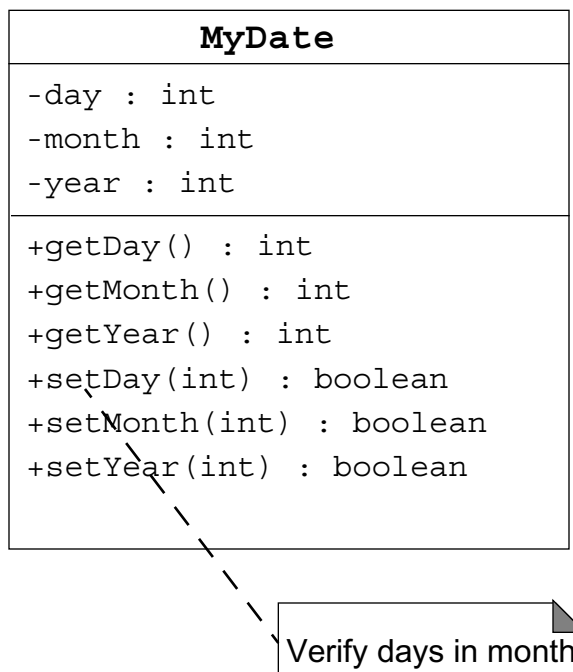 MyDate
-day : int
-month : int
-year : int
+getDay() : int
+getMonth() : int
+getYear() : int
+setDay(int) : boolean
+setMonth(int) : boolean
+setYear(int) : boolean
Verify days in month